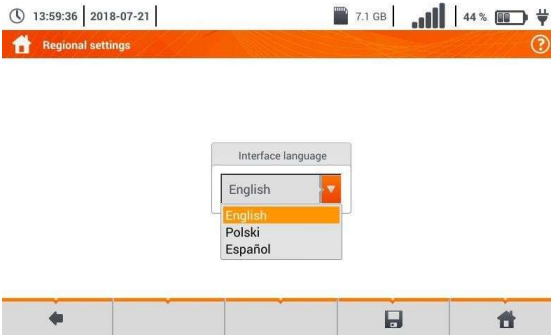 13:59:36 2018-07-21 7.1 GB 44 %
Regional settings ?
Interface language
English
English
Polski
Español